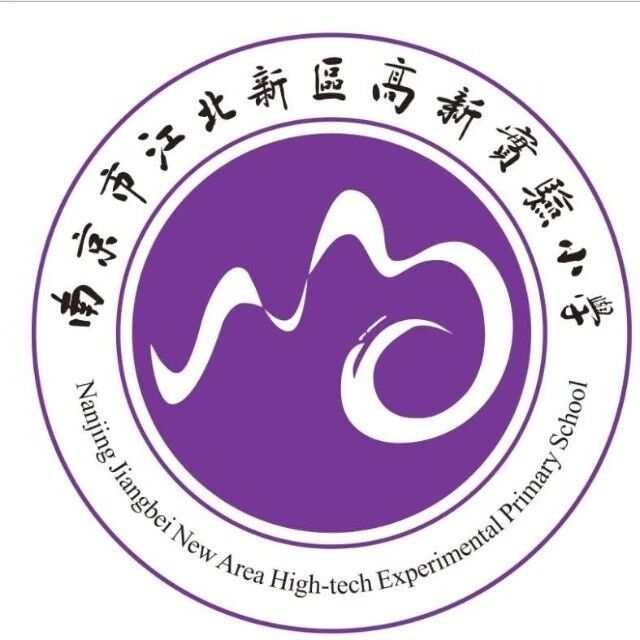 南京市江北新區高新實驗小學
Nanjing Jiangbei New Area High-tech Experimental Primary School